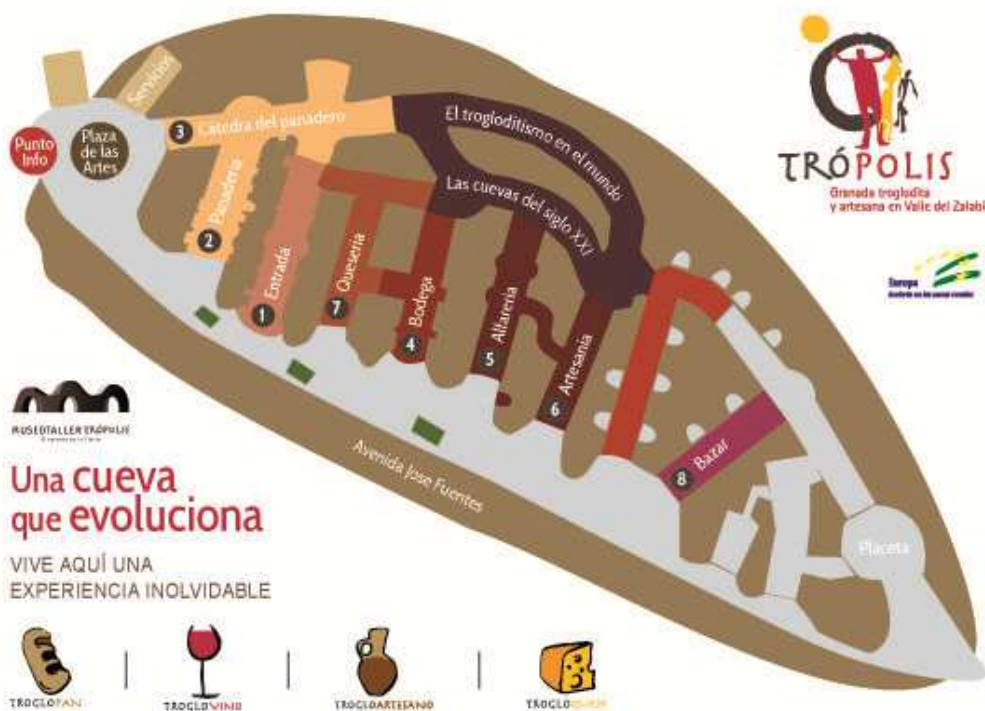 Servicios
Punto
Info
Plaza
de las
Artes
3
Catedra del panadero
2
Panadería
1
Entrada
7
Quesería
4
Bodega
5
Alfarería
6
Artesanía
8
Bazar
El trogloditismo en el mundo
Las cuevas del siglo XXI
Placeta
Avenida Jose Fuentes
TRÓPOLIS
Granada troglodita
y artesana en Valle del Zalabí
Europa
MUSEOTALLER TRÓPOLIS
Una cueva
que evoluciona
VIVE AQUÍ UNA
EXPERIENCIA INOLVIDABLE
TROGLOPAN
TROGLOVINO
TROGLOARTESANO
TROGLO